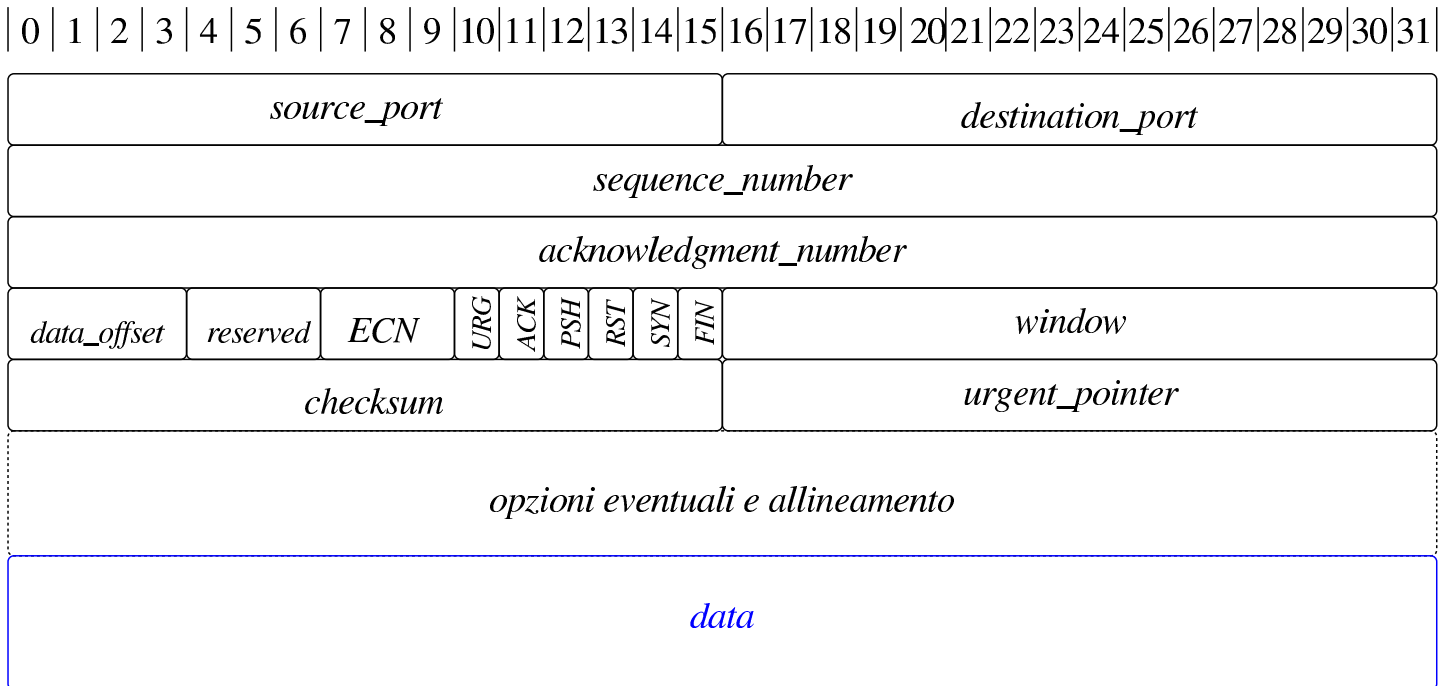 0 1 2 3 4 5 6 7 8 9 10 11 12 13 14 15 16 17 18 19 20 21 22 23 24 25 26 27 28 29 30 31
source_port destination_port
sequence_number
acknowledgment_number
data_offset reserved ECN URG ACK PSH RST SYN FIN window
checksum urgent_pointer
opzioni eventuali e allineamento
data